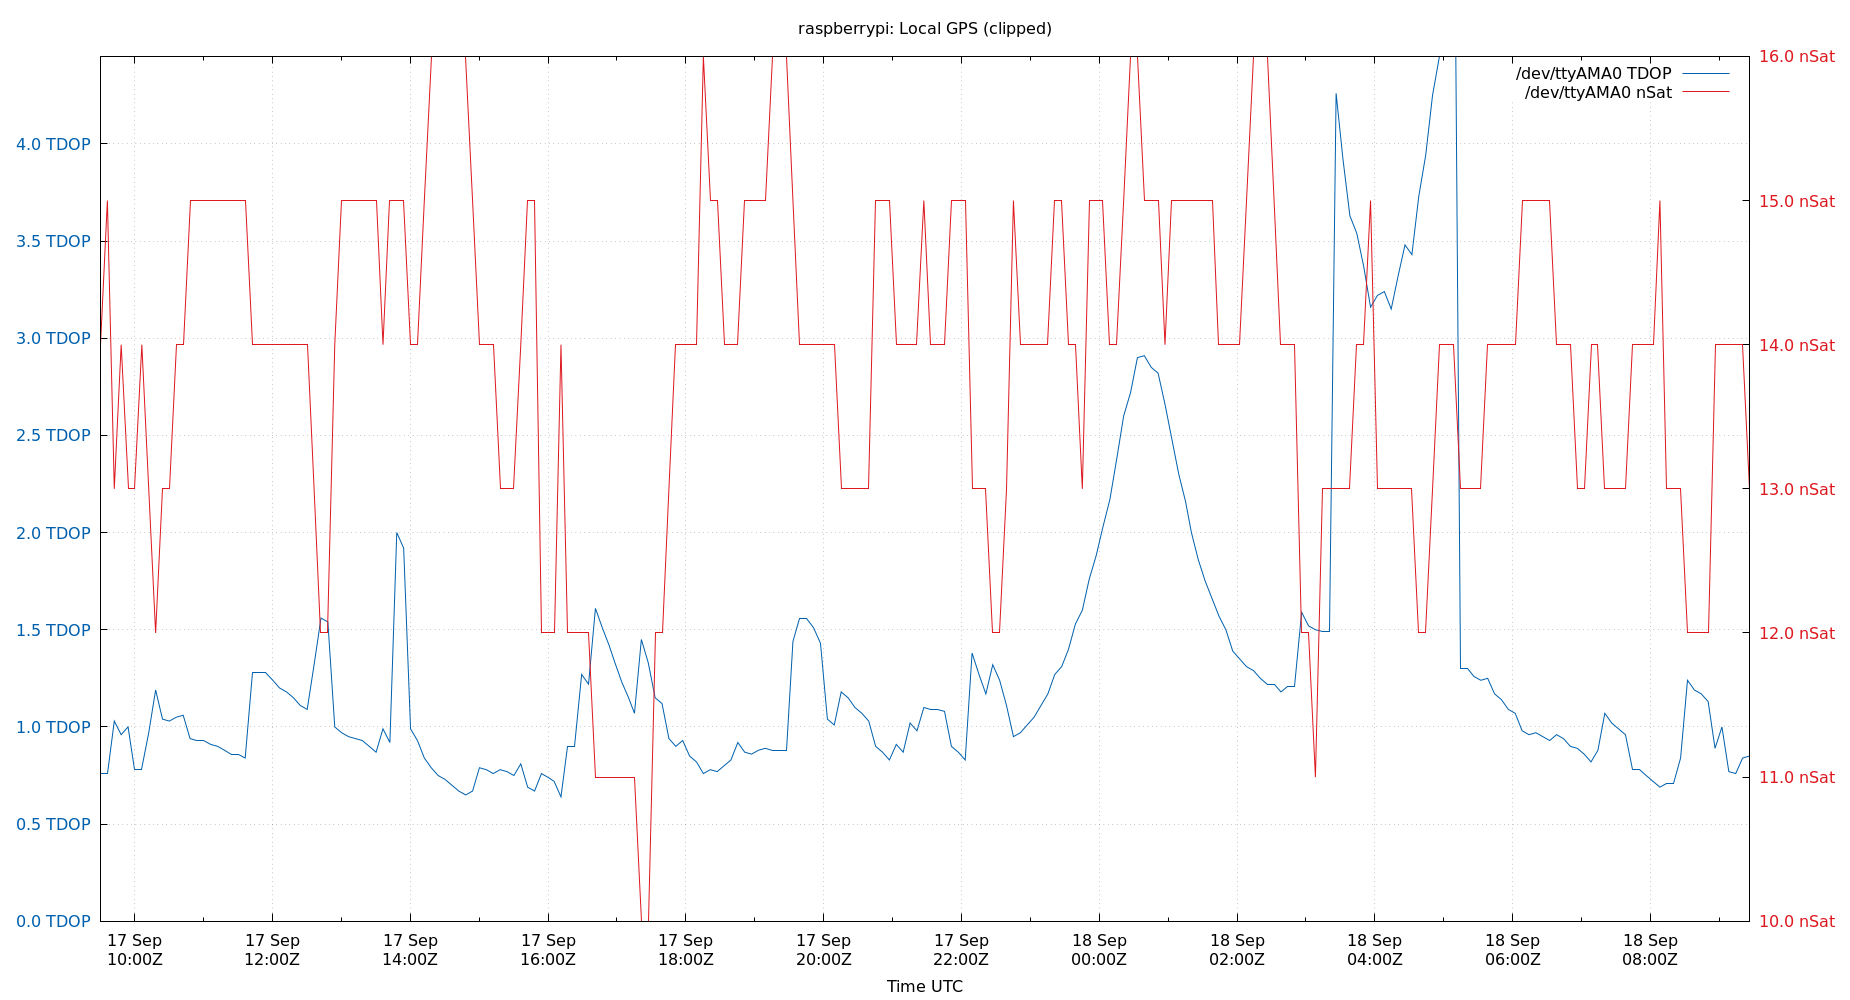 raspberrypi: Local GPS (clipped)
16.0 nSat
/dev/ttyAMA0 TDOP
/dev/ttyAMA0 nSat
4.0 TDOP
15.0 nSat
3.5 TDOP
3.0 TDOP
14.0 nSat
2.5 TDOP
13.0 nSat
2.0 TDOP
1.5 TDOP
12.0 nSat
1.0 TDOP
11.0 nSat
0.5 TDOP
0.0 TDOP
10.0 nSat
17 Sep 17 Sep 17 Sep 17 Sep 17 Sep 17 Sep 17 Sep 18 Sep 18 Sep 18 Sep 18 Sep 18 Sep
10:00Z 12:00Z 14:00Z 16:00Z 18:00Z 20:00Z 22:00Z 00:00Z 02:00Z 04:00Z 06:00Z 08:00Z
Time UTC